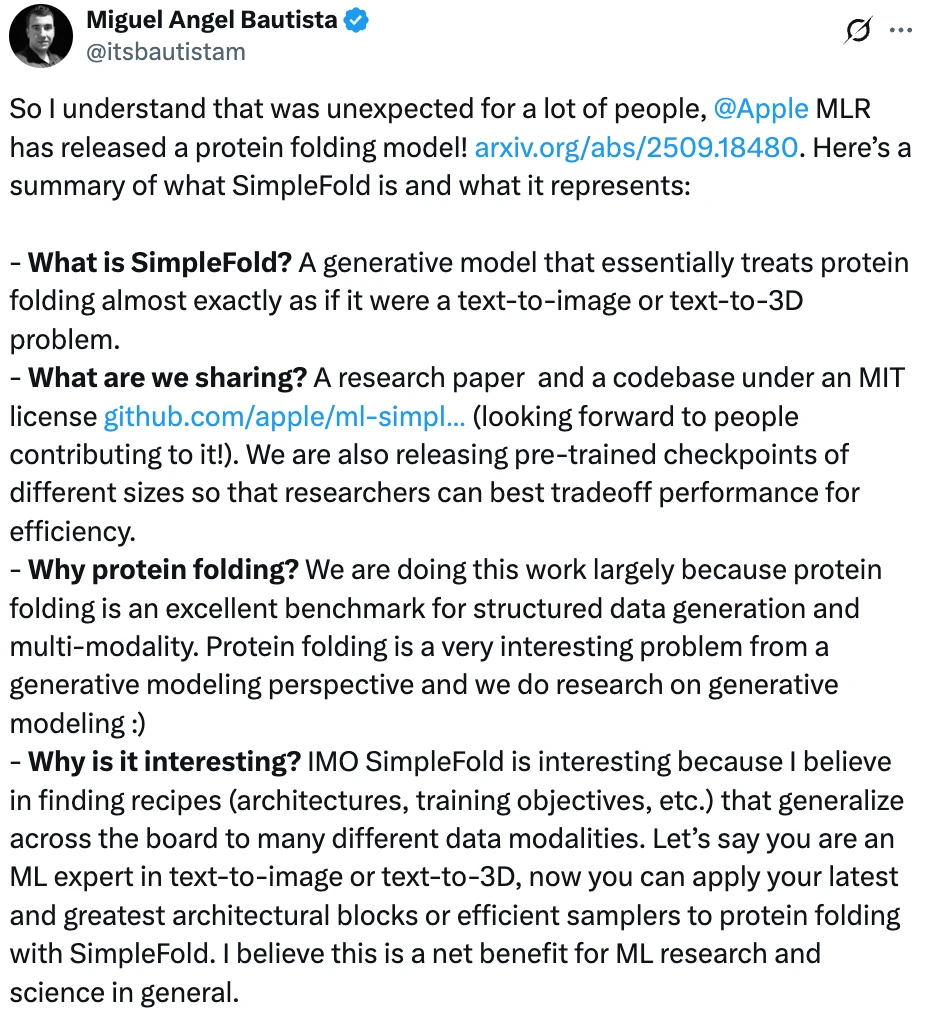 Miguel Angel Bautista
@itsbautistam
So I understand that was unexpected for a lot of people, @Apple MLR
has released a protein folding model! arxiv.org/abs/2509.18480. Here’s a
summary of what SimpleFold is and what it represents:
- What is SimpleFold? A generative model that essentially treats protein
folding almost exactly as if it were a text-to-image or text-to-3D
problem.
- What are we sharing? A research paper  and a codebase under an MIT
license github.com/apple/ml-simpl... (looking forward to people
contributing to it!). We are also releasing pre-trained checkpoints of
different sizes so that researchers can best tradeoff performance for
efficiency.
- Why protein folding? We are doing this work largely because protein
folding is an excellent benchmark for structured data generation and
multi-modality. Protein folding is a very interesting problem from a
generative modeling perspective and we do research on generative
modeling :)
- Why is it interesting? IMO SimpleFold is interesting because I believe
in finding recipes (architectures, training objectives, etc.) that generalize
across the board to many different data modalities. Let’s say you are an
ML expert in text-to-image or text-to-3D, now you can apply your latest
and greatest architectural blocks or efficient samplers to protein folding
with SimpleFold. I believe this is a net benefit for ML research and
science in general.